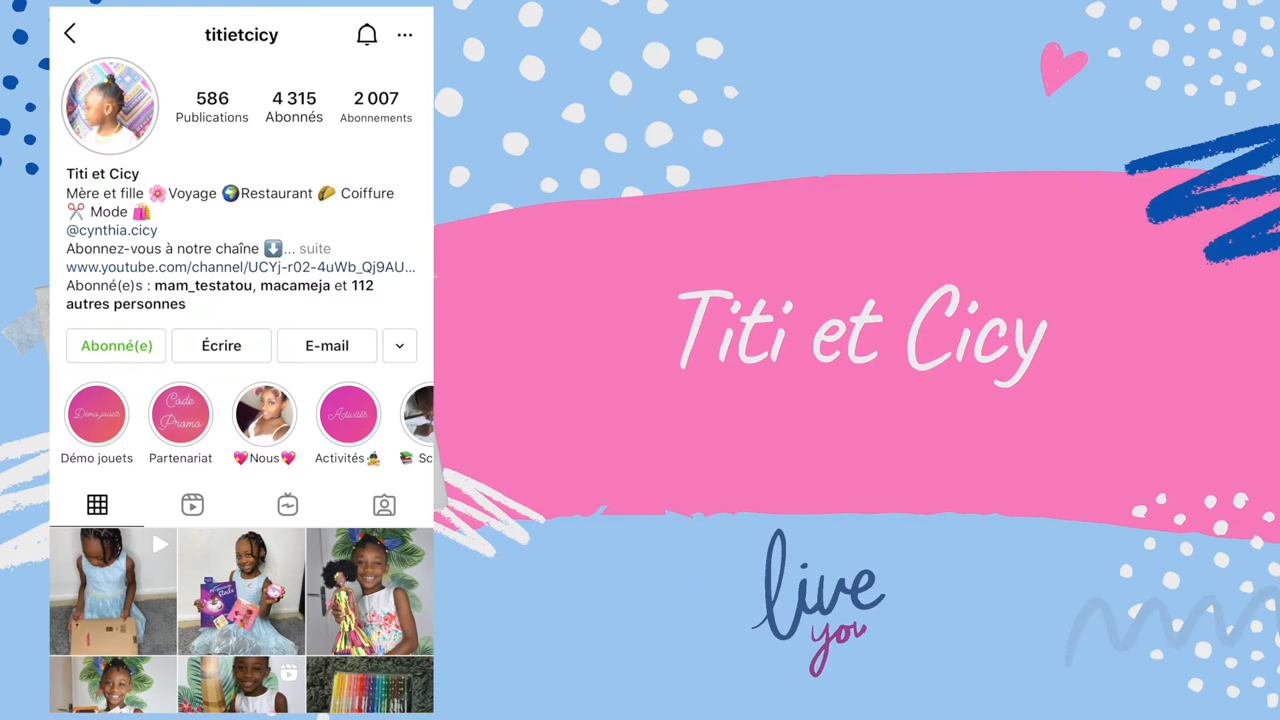 titietcicy
586
Publications
4 315
Abonnés
2 007
Abonnements
Titi et Cicy
Mère et fille 🌸Voyage 🌍Restaurant 🌮 Coiffure
✂️ Mode 🛍️
@cynthia.cicy
Abonnez-vous à notre chaîne ⬇️... suite
www.youtube.com/channel/UCYj-r02-4uWb_Qj9AU...
Abonné(e)s : mam_testatou, macameja et 112
autres personnes
Abonné(e)
Écrire
E-mail
Démo jouets
Code
Promo
Activités
Démo jouets
Partenariat
💖Nous💖
Activités
📚 Sc
Titi et Cicy
live
you